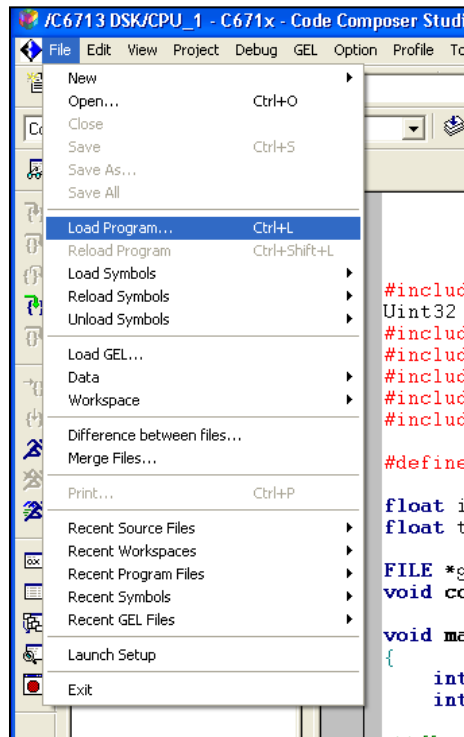 /C6713 DSK/CPU_1 - C671x - Code Composer Studi
File Edit View Project Debug GEL Option Profile To
New
Open... Ctrl+O
Close
Save Ctrl+S
Save As...
Save All
Load Program... Ctrl+L
Reload Program Ctrl+Shift+L
Load Symbols
Reload Symbols
Unload Symbols
Load GEL...
Data
Workspace
Difference between files...
Merge Files...
Print... Ctrl+P
Recent Source Files
Recent Workspaces
Recent Program Files
Recent Symbols
Recent GEL Files
Launch Setup
Exit
#includ
Uint32
#includ
#includ
#includ
#includ
#includ
#define
float i
float t
FILE *g
void co
void ma
{
int
int